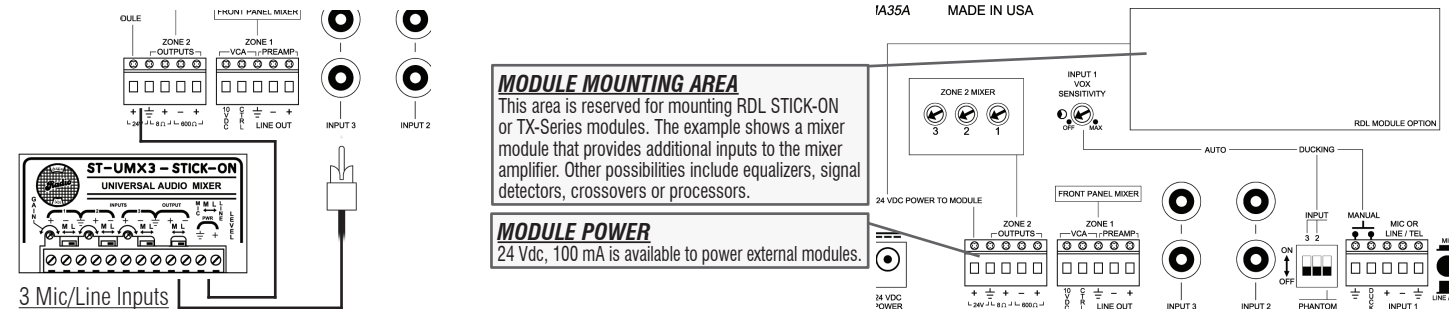 OULE
FRONT PANEL MIXER
ZONE 2
OUTPUTS
ZONE 1
VCA PREAMP
+ ⏚ + − +
24V 8 Ω 600 Ω
10 VDC CTRL ⏚ − +
LINE OUT
INPUT 3
INPUT 2
ST-UMX3 – STICK-ON
UNIVERSAL AUDIO MIXER
Radio
GAIN
INPUTS
OUTPUT
1 2 3
MIC LINE
M L
PWR
LEVEL
M L M L M L M L
3 Mic/Line Inputs
MODULE MOUNTING AREA
This area is reserved for mounting RDL STICK-ON
or TX-Series modules. The example shows a mixer
module that provides additional inputs to the mixer
amplifier. Other possibilities include equalizers, signal
detectors, crossovers or processors.
MODULE POWER
24 Vdc, 100 mA is available to power external modules.
A35A MADE IN USA
ZONE 2 MIXER
3 2 1
INPUT 1
VOX
SENSITIVITY
OFF MAX
RDL MODULE OPTION
AUTO DUCKING
24 VDC POWER TO MODULE
FRONT PANEL MIXER
ZONE 2
OUTPUTS
ZONE 1
VCA PREAMP
24 VDC
POWER
+ ⏚ + − +
24V 8 Ω 600 Ω
10 VDC CTRL ⏚ − +
LINE OUT
INPUT 3
INPUT 2
INPUT
3 2
ON
OFF
PHANTOM
MANUAL
MIC OR
LINE / TEL
⏚ DUCK + − ⏚
INPUT 1
MI
LINE